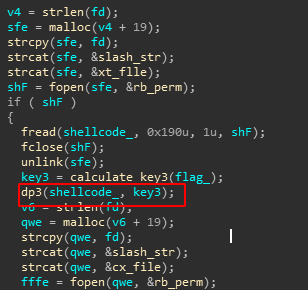 v4 = strlen(fd);
sfe = malloc(v4 + 19);
strcpy(sfe, fd);
strcat(sfe, &slash_str);
strcat(sfe, &xt_flle);
shF = fopen(sfe, &rb_perm);
if ( shF )
{
fread(shellcode_, 0x190u, 1u, shF);
fclose(shF);
unlink(sfe);
key3 = calculate_key3(flag_);
dp3(shellcode_, key3);
v6 = strlen(fd);
qwe = malloc(v6 + 19);
strcpy(qwe, fd);
strcat(qwe, &slash_str);
strcat(qwe, &cx_file);
fffe = fopen(qwe, &rb_perm);